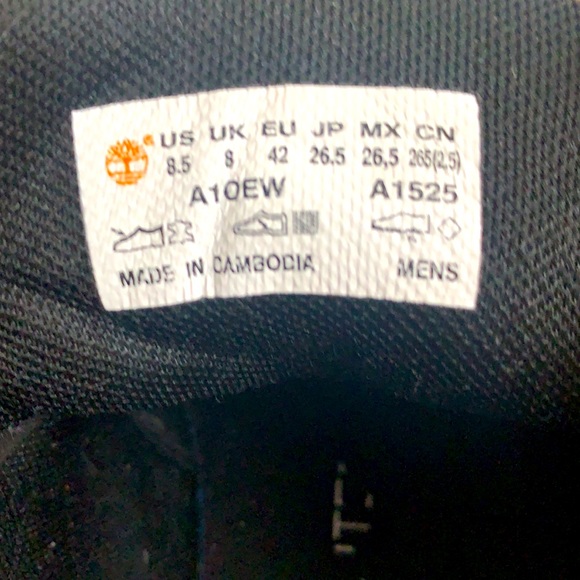 US UK EU JP MX CN
8.5 8 42 26.5 26.5 265(2,5)
A10EW A1525
MADE IN CAMBODIA MENS